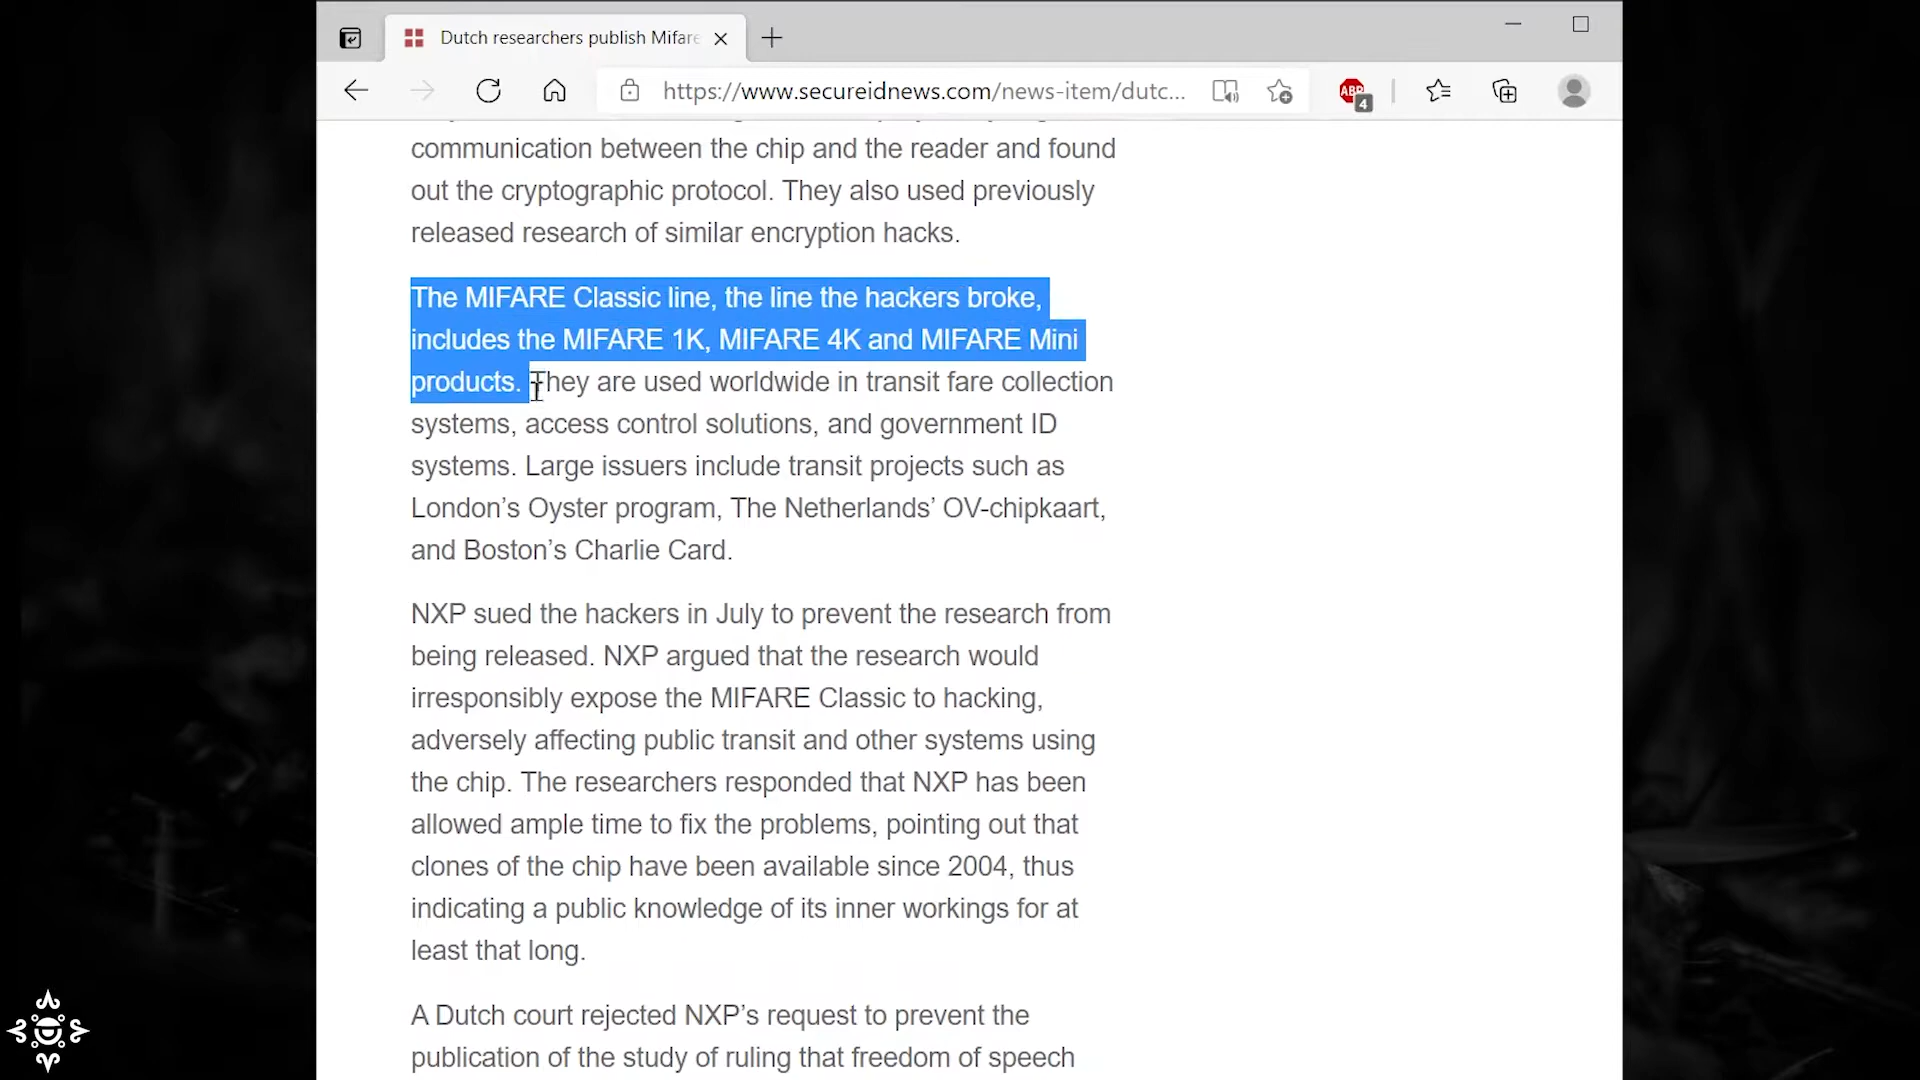 Dutch researchers publish Mifare
https://www.secureidnews.com/news-item/dutc...
ABP
4
communication between the chip and the reader and found
out the cryptographic protocol. They also used previously
released research of similar encryption hacks.
The MIFARE Classic line, the line the hackers broke,
includes the MIFARE 1K, MIFARE 4K and MIFARE Mini
products. They are used worldwide in transit fare collection
systems, access control solutions, and government ID
systems. Large issuers include transit projects such as
London’s Oyster program, The Netherlands’ OV-chipkaart,
and Boston’s Charlie Card.
NXP sued the hackers in July to prevent the research from
being released. NXP argued that the research would
irresponsibly expose the MIFARE Classic to hacking,
adversely affecting public transit and other systems using
the chip. The researchers responded that NXP has been
allowed ample time to fix the problems, pointing out that
clones of the chip have been available since 2004, thus
indicating a public knowledge of its inner workings for at
least that long.
A Dutch court rejected NXP’s request to prevent the
publication of the study of ruling that freedom of speech